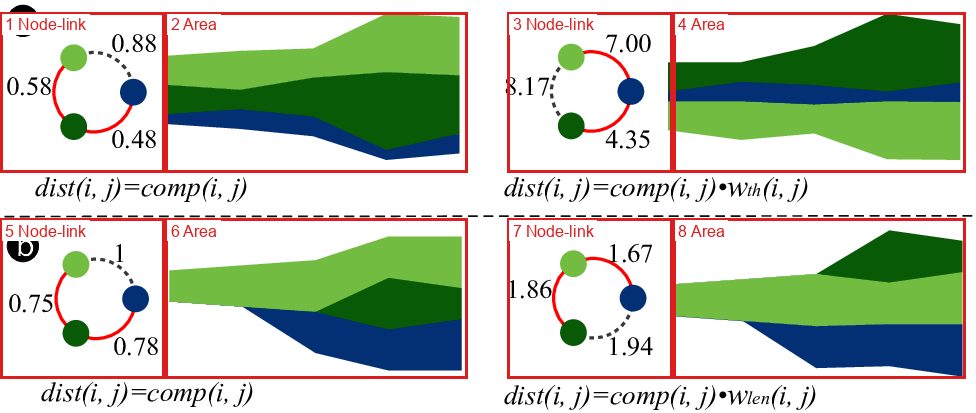 1 Node-link
0.88
0.58
0.48
2 Area
3 Node-link
7.00
8.17
4.35
4 Area
dist(i, j)=comp(i, j)
dist(i, j)=comp(i, j)•wth(i, j)
5 Node-link
b
1
0.75
0.78
6 Area
7 Node-link
1.67
1.86
1.94
8 Area
dist(i, j)=comp(i, j)
dist(i, j)=comp(i, j)•wlen(i, j)